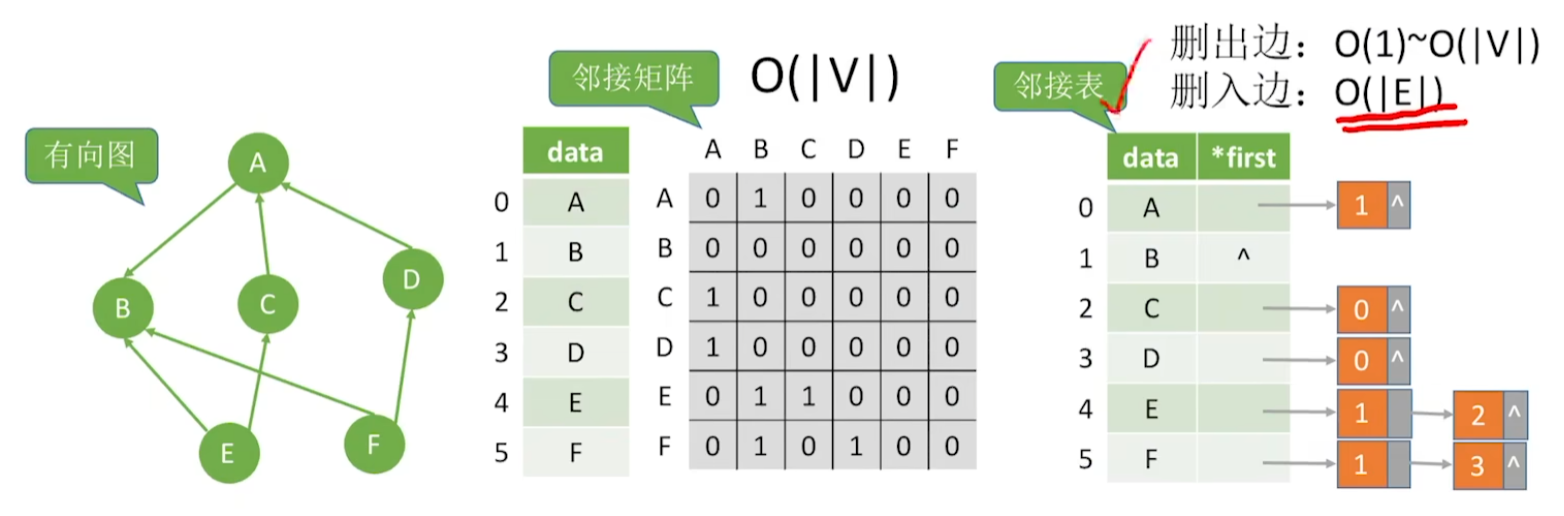 删出边：O(1)~O(|V|)
删入边：O(|E|)
邻接矩阵 O(|V|)
邻接表
有向图
A
B
C
D
E
F
data
0 A
1 B
2 C
3 D
4 E
5 F
A B C D E F
A 0 1 0 0 0 0
B 0 0 0 0 0 0
C 1 0 0 0 0 0
D 1 0 0 0 0 0
E 0 1 1 0 0 0
F 0 1 0 1 0 0
data *first
0 A 1 ^
1 B ^
2 C 0 ^
3 D 0 ^
4 E 1 2 ^
5 F 1 3 ^